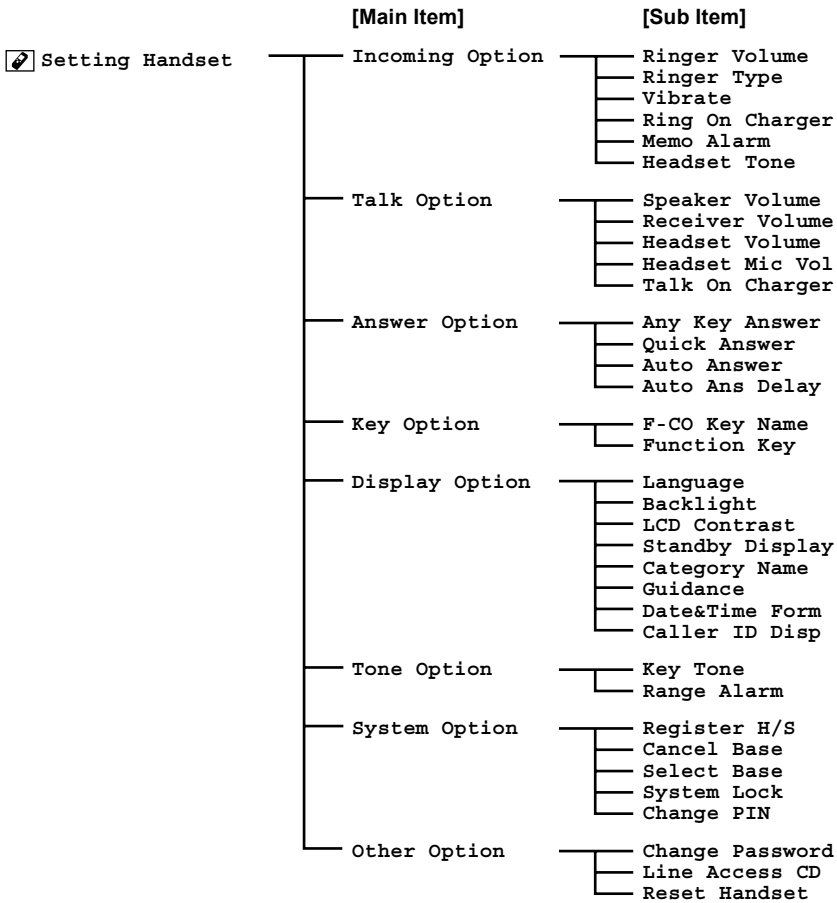 [Main Item] [Sub Item]
Setting Handset Incoming Option Ringer Volume
Ringer Type
Vibrate
Ring On Charger
Memo Alarm
Headset Tone
Talk Option Speaker Volume
Receiver Volume
Headset Volume
Headset Mic Vol
Talk On Charger
Answer Option Any Key Answer
Quick Answer
Auto Answer
Auto Ans Delay
Key Option F-CO Key Name
Function Key
Display Option Language
Backlight
LCD Contrast
Standby Display
Category Name
Guidance
Date&Time Form
Caller ID Disp
Tone Option Key Tone
Range Alarm
System Option Register H/S
Cancel Base
Select Base
System Lock
Change PIN
Other Option Change Password
Line Access CD
Reset Handset